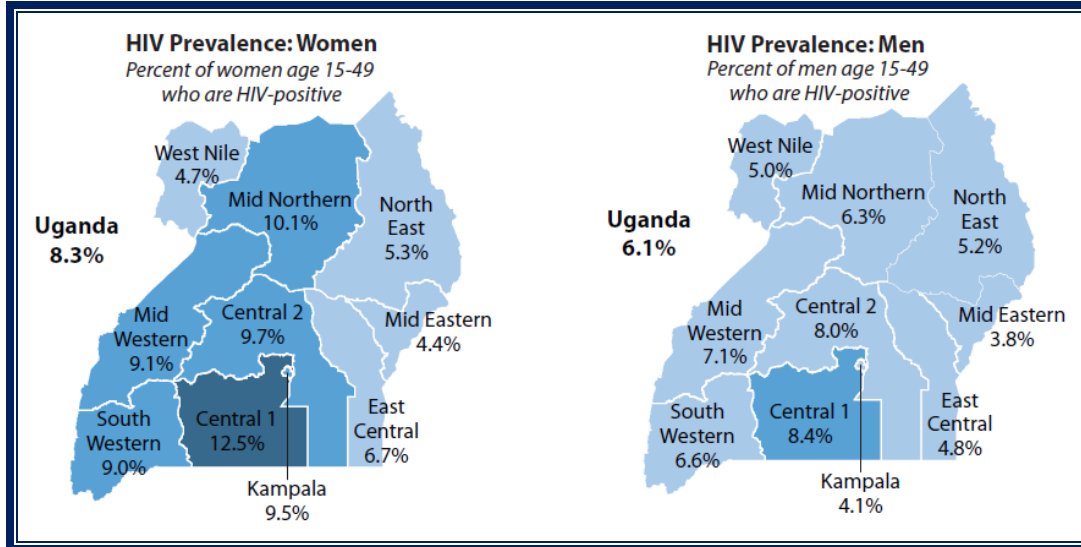 HIV Prevalence: Women
Percent of women age 15-49
who are HIV-positive
West Nile
4.7%
Mid Northern
10.1%
North
East
5.3%
Uganda
8.3%
Mid
Western
9.1%
Central 2
9.7%
Mid Eastern
4.4%
South
Western
9.0%
Central 1
12.5%
East
Central
6.7%
Kampala
9.5%
HIV Prevalence: Men
Percent of men age 15-49
who are HIV-positive
West Nile
5.0%
Mid Northern
6.3%
North
East
5.2%
Uganda
6.1%
Mid
Western
7.1%
Central 2
8.0%
Mid Eastern
3.8%
South
Western
6.6%
Central 1
8.4%
East
Central
4.8%
Kampala
4.1%